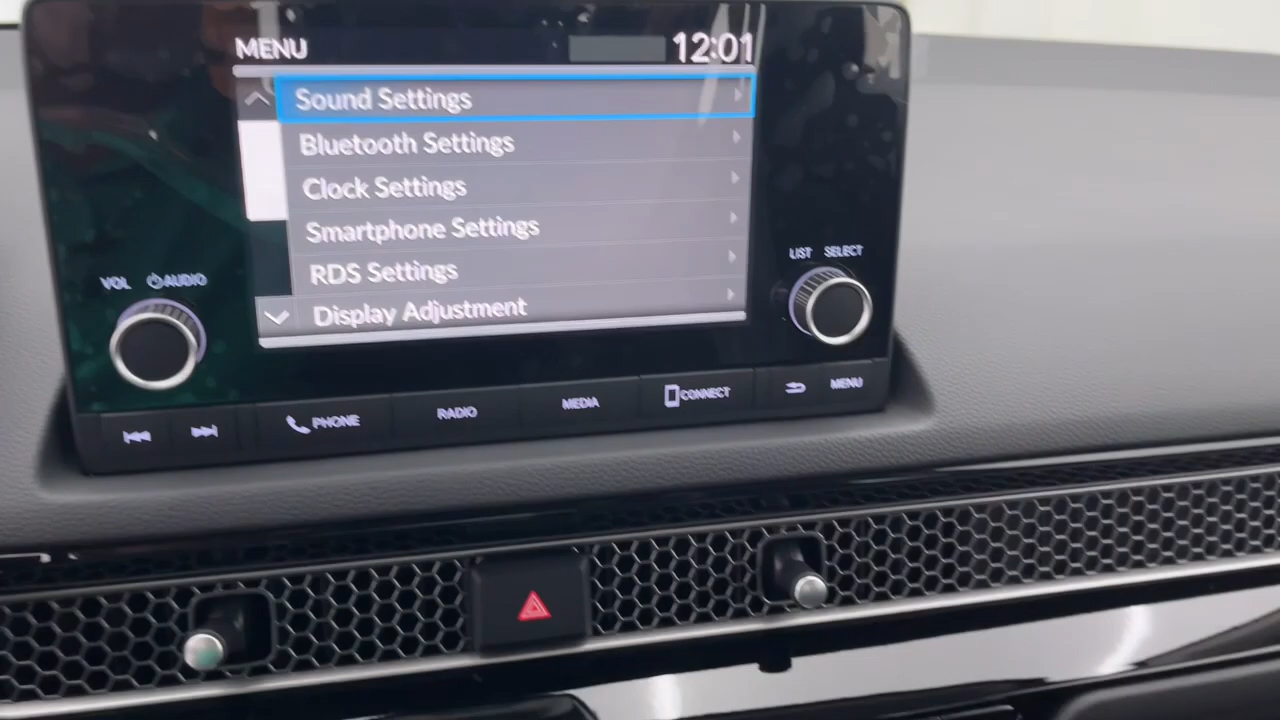 MENU 12:01
Sound Settings
Bluetooth Settings
Clock Settings
Smartphone Settings
RDS Settings
Display Adjustment
VOL AUDIO
LIST SELECT
PHONE RADIO MEDIA CONNECT MENU